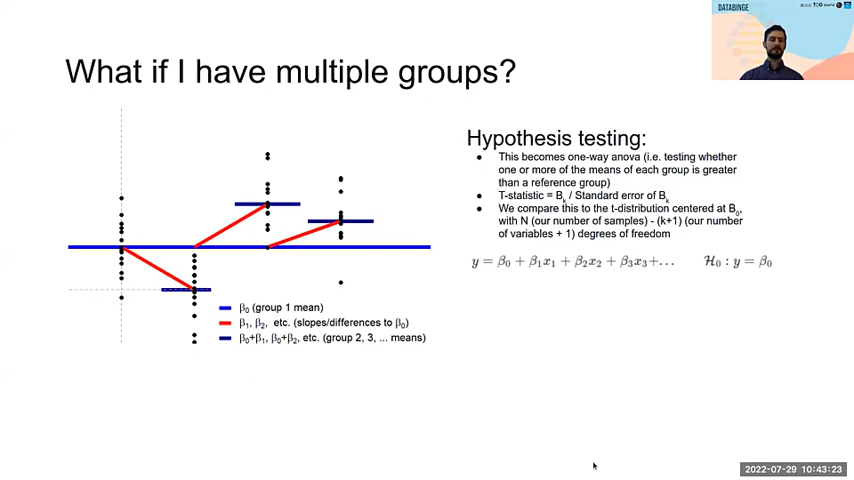 DATABINGE
What if I have multiple groups?
Hypothesis testing:
● This becomes one-way anova (i.e. testing whether
one or more of the means of each group is greater
than a reference group)
● T-statistic = Bk / Standard error of Bk
● We compare this to the t-distribution centered at B0,
with N (our number of samples) - (k+1) (our number
of variables + 1) degrees of freedom
y = β0 + β1x1 + β2x2 + β3x3+... H0 : y = β0
β0 (group 1 mean)
β1, β2, etc. (slopes/differences to β0)
β0+β1, β0+β2, etc. (group 2, 3, ... means)
2022-07-29 10:43:23